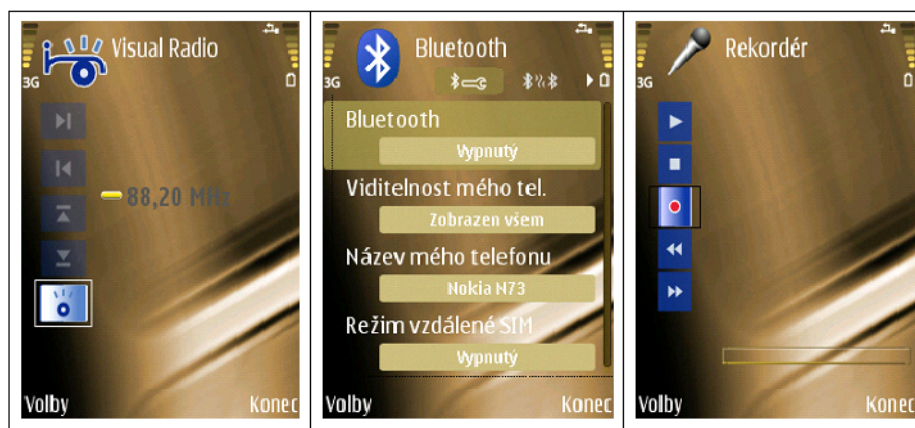 Visual Radio
3G
88,20 MHz
Volby
Konec
Bluetooth
3G
Bluetooth
Vypnutý
Viditelnost mého tel.
Zobrazen všem
Název mého telefonu
Nokia N73
Režim vzdálené SIM
Vypnutý
Volby
Konec
Rekordér
3G
Volby
Konec